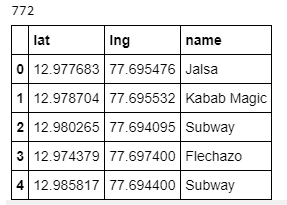 772
lat lng name
0 12.977683 77.695476 Jalsa
1 12.978704 77.695532 Kabab Magic
2 12.980265 77.694095 Subway
3 12.974379 77.697400 Flechazo
4 12.985817 77.694400 Subway